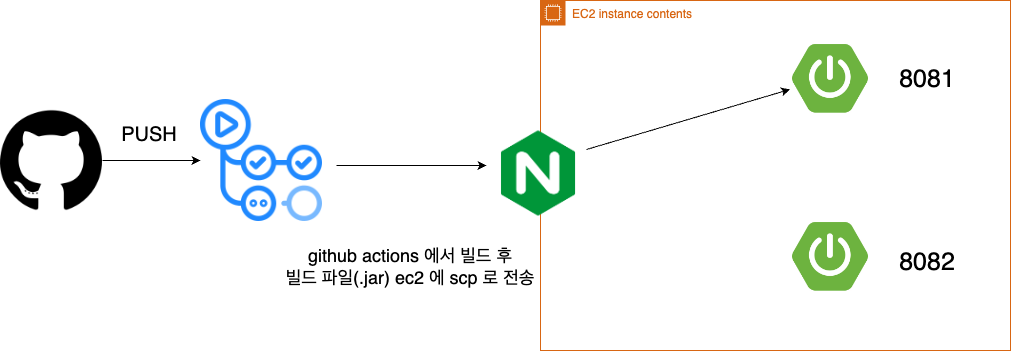 EC2 instance contents
8081
PUSH
N
github actions 에서 빌드 후
빌드 파일(.jar) ec2 에 scp 로 전송
8082